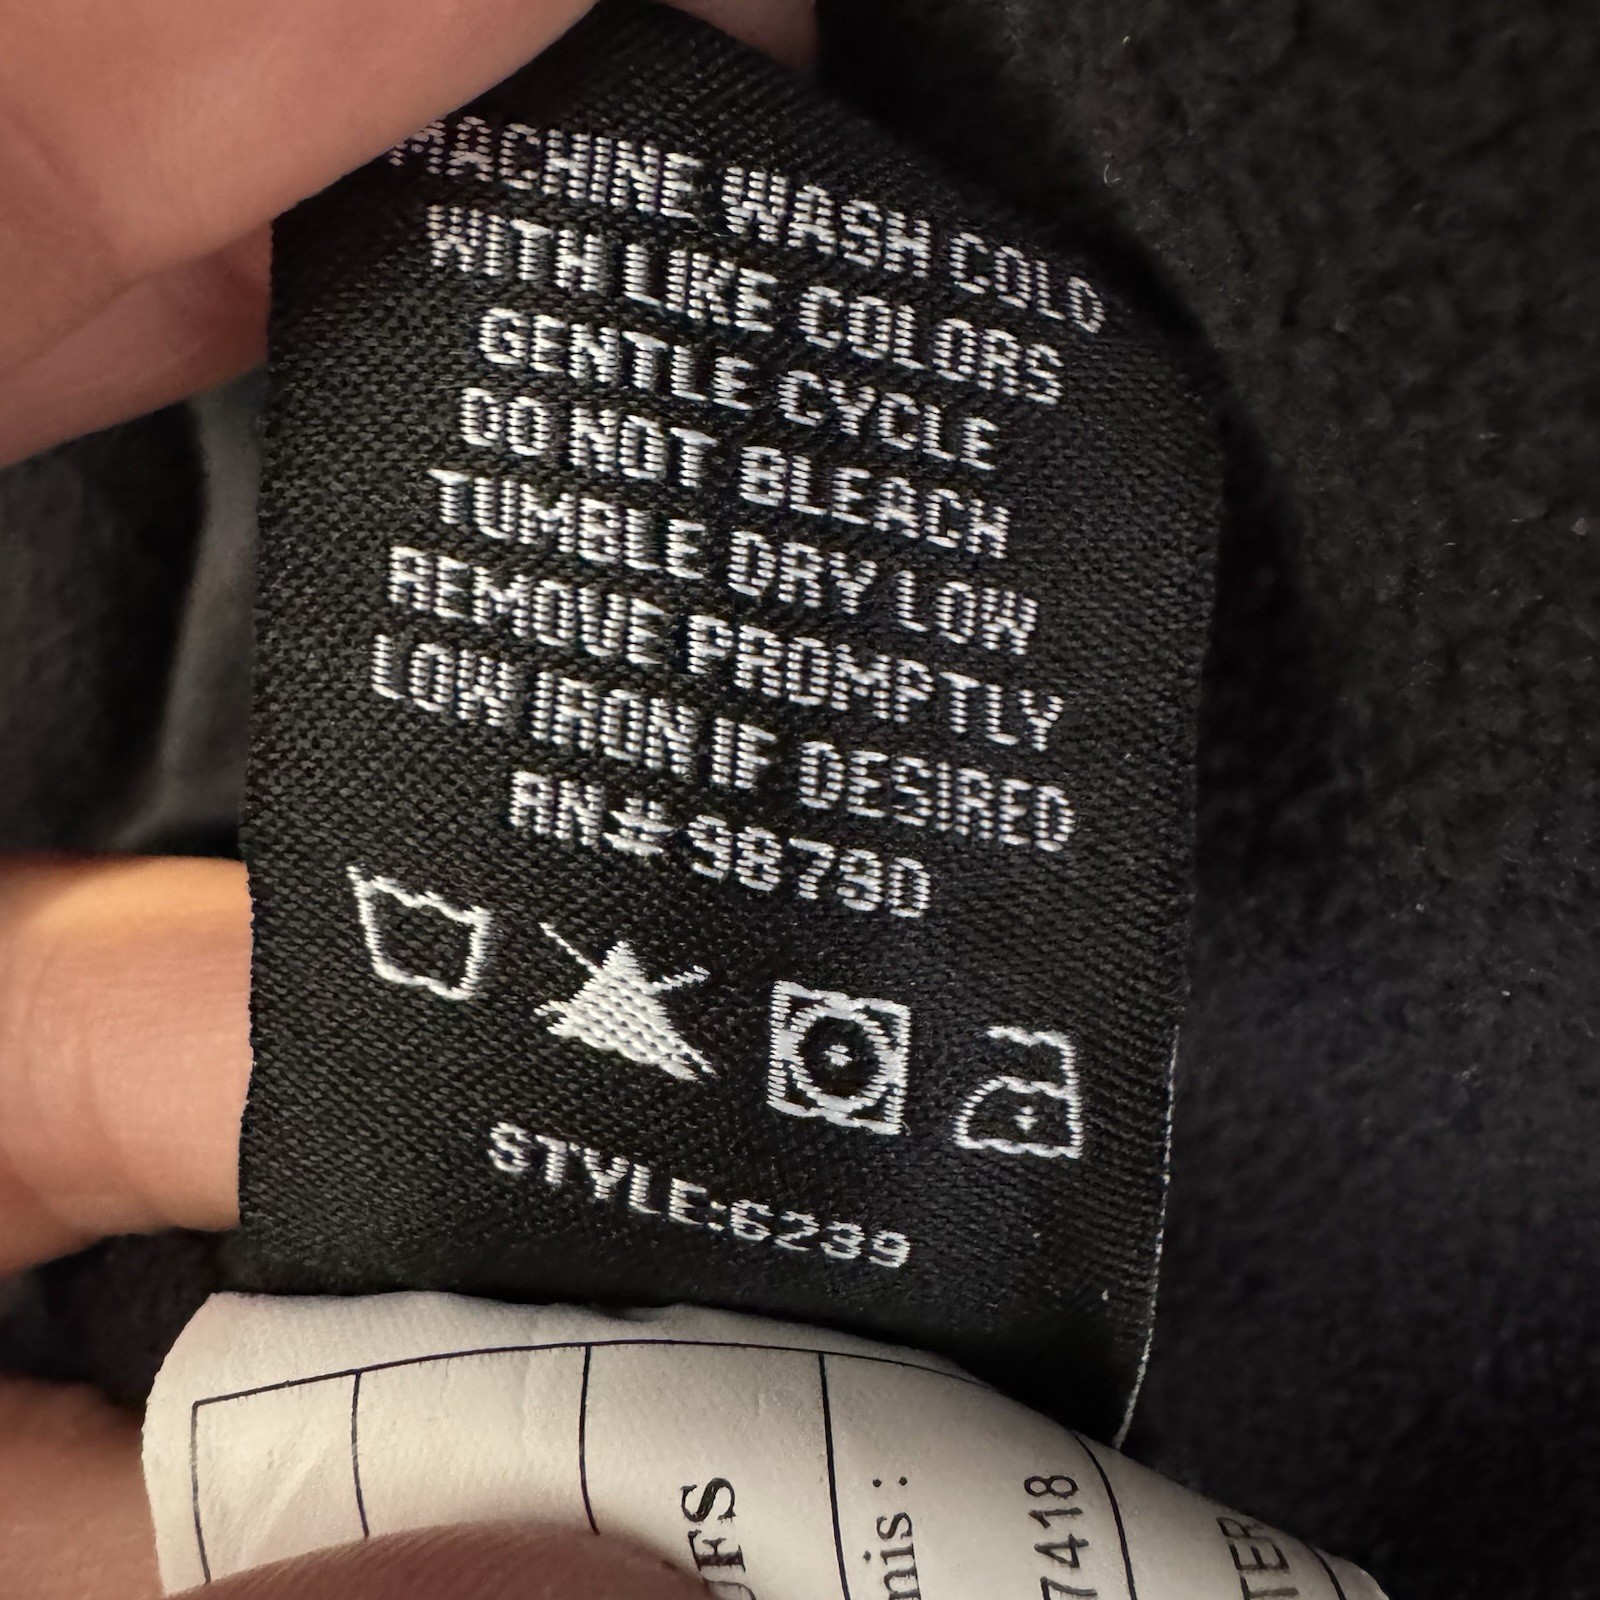 MACHINE WASH COLD
WITH LIKE COLORS
GENTLE CYCLE
DO NOT BLEACH
TUMBLE DRY LOW
REMOVE PROMPTLY
LOW IRON IF DESIRED
RN# 98790
STYLE:6239
7418